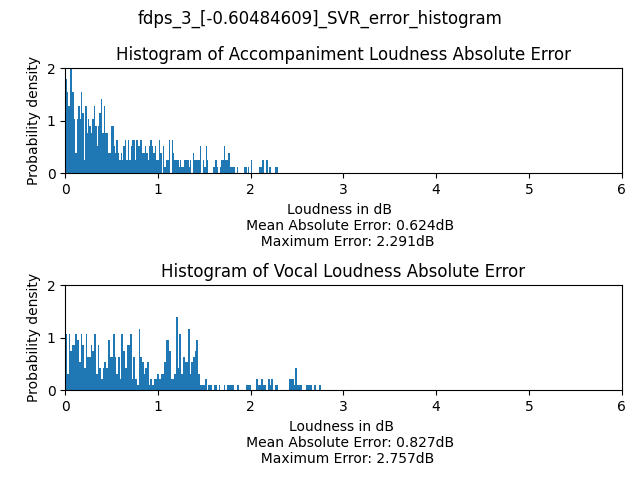 fdps_3_[-0.60484609]_SVR_error_histogram
Histogram of Accompaniment Loudness Absolute Error
Probability density
2
1
0
0 1 2 3 4 5 6
Loudness in dB
Mean Absolute Error: 0.624dB
Maximum Error: 2.291dB
Histogram of Vocal Loudness Absolute Error
Probability density
2
1
0
0 1 2 3 4 5 6
Loudness in dB
Mean Absolute Error: 0.827dB
Maximum Error: 2.757dB